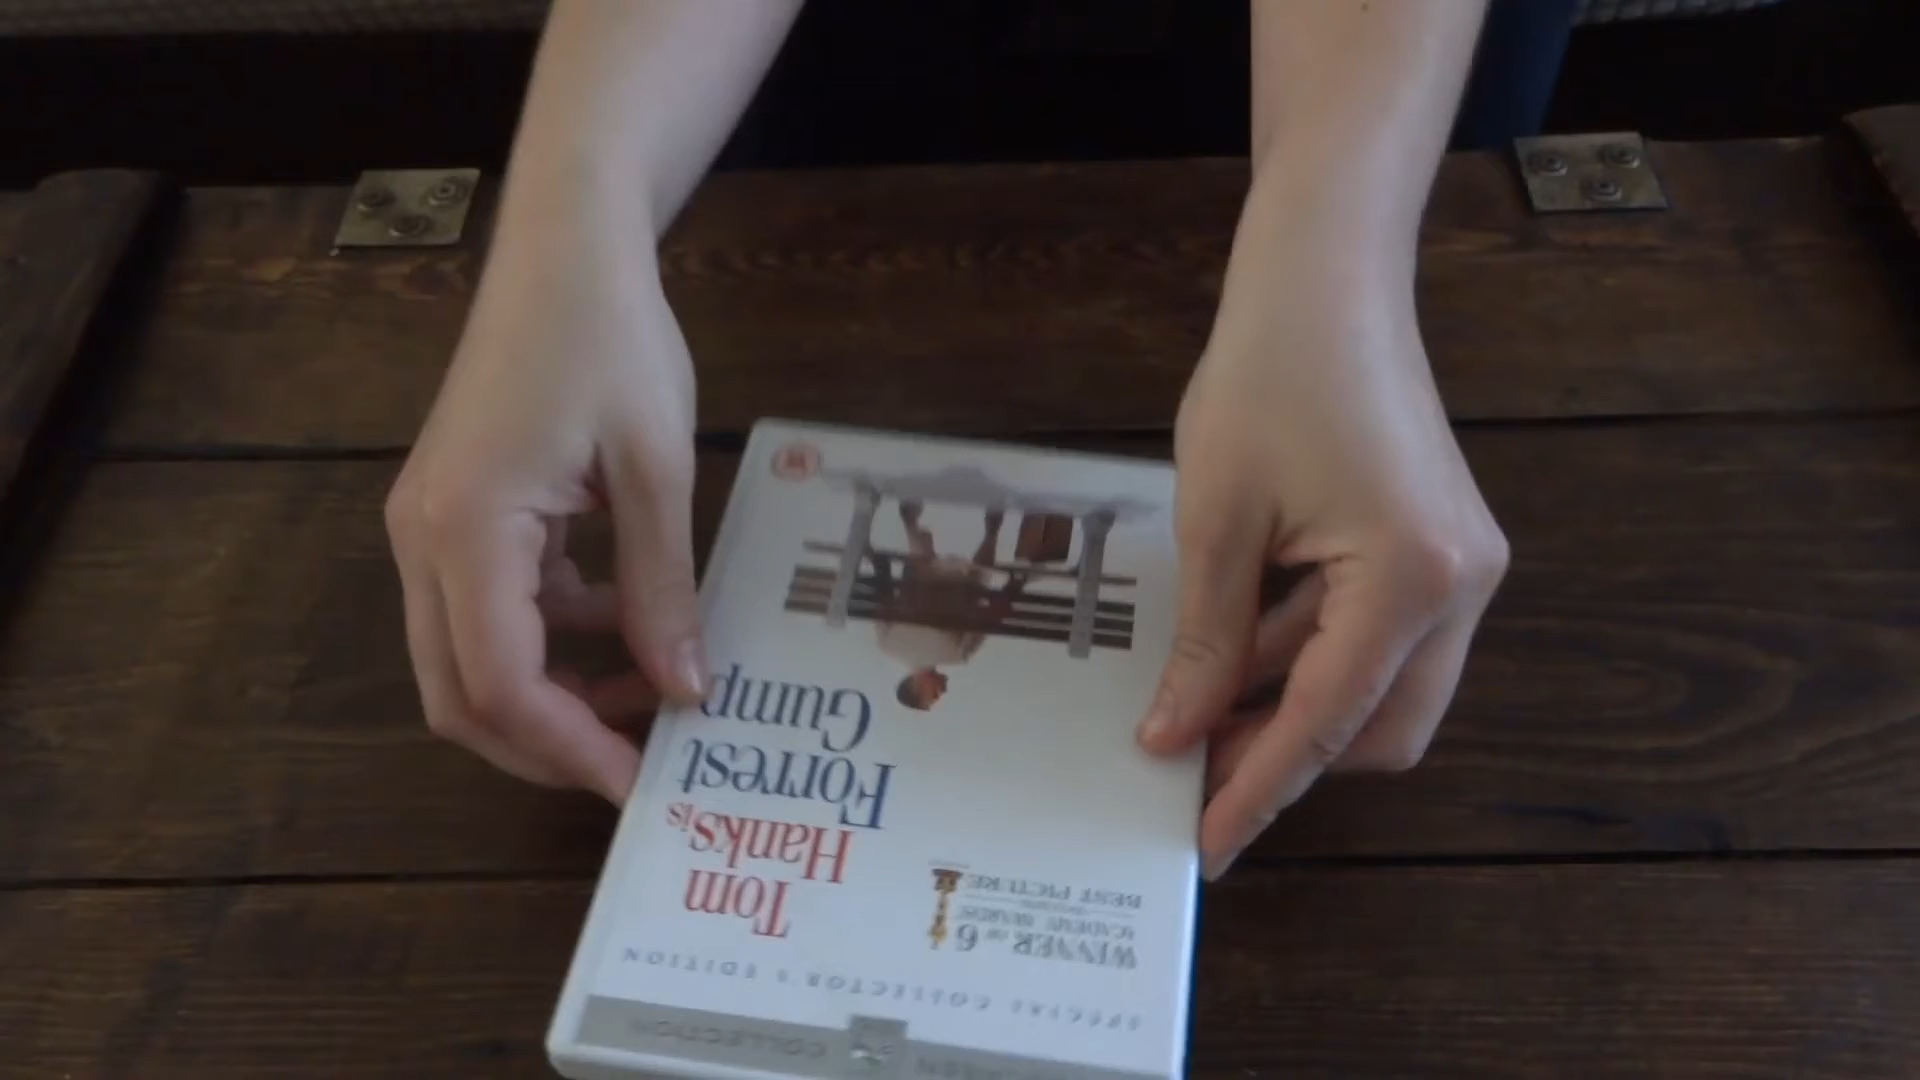 COLLECTION
SPECIAL COLLECTOR'S EDITION
WINNER OF 6
ACADEMY AWARDS
BEST PICTURE
Tom
Hanks is
Forrest
Gump